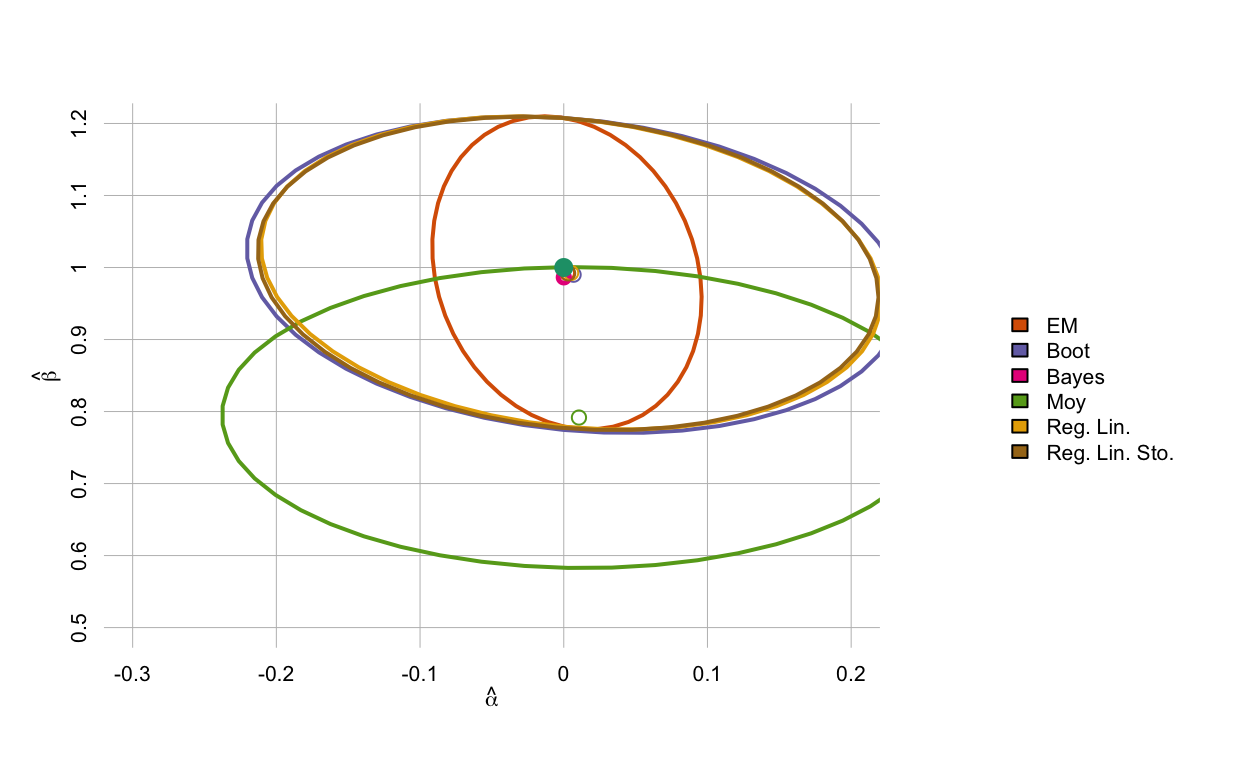 1.2
1.1
1
0.9
0.8
0.7
0.6
0.5
β̂
-0.3 -0.2 -0.1 0 0.1 0.2
α̂
EM
Boot
Bayes
Moy
Reg. Lin.
Reg. Lin. Sto.